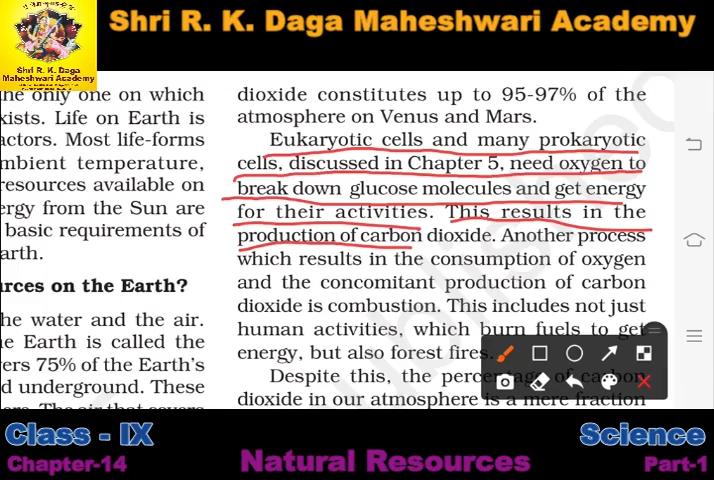 Shri R. K. Daga Maheshwari Academy
Shri R. K. Daga
Maheshwari Academy
the only one on which
xists. Life on Earth is
actors. Most life-forms
mbient temperature,
resources available on
ergy from the Sun are
basic requirements of
arth.
urces on the Earth?
he water and the air.
e Earth is called the
vers 75% of the Earth's
d underground. These
dioxide constitutes up to 95-97% of the
atmosphere on Venus and Mars.
Eukaryotic cells and many prokaryotic
cells, discussed in Chapter 5, need oxygen to
break down glucose molecules and get energy
for their activities. This results in the
production of carbon dioxide. Another process
which results in the consumption of oxygen
and the concomitant production of carbon
dioxide is combustion. This includes not just
human activities, which burn fuels to get
energy, but also forest fires.
Despite this, the percentage of carbon
dioxide in our atmosphere is a mere fraction
Class - IX
Science
Chapter-14
Natural Resources
Part-1